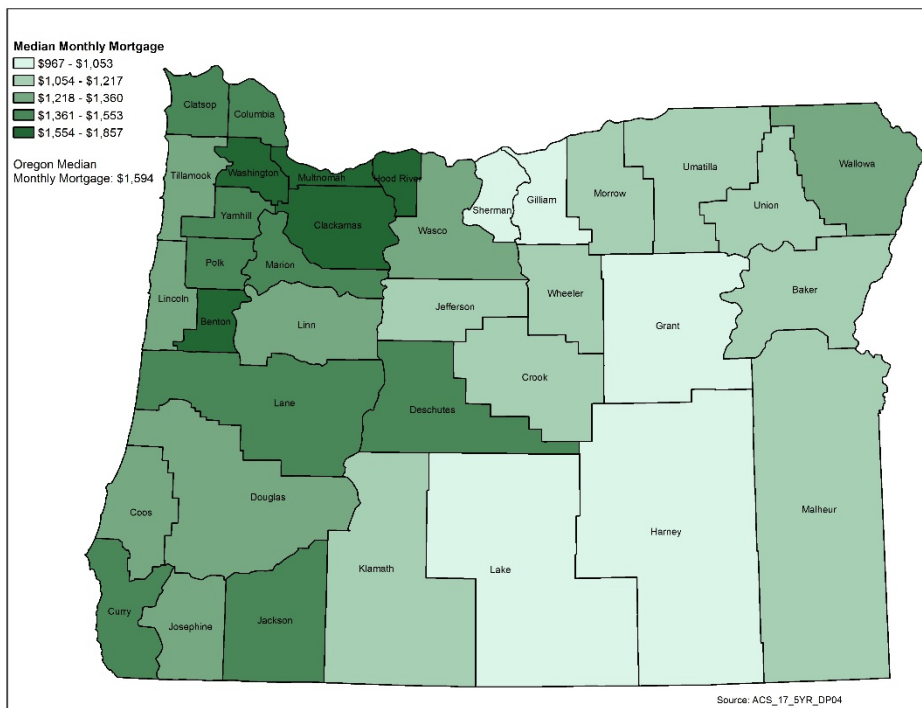 Median Monthly Mortgage
$967 - $1,053
$1,054 - $1,217
$1,218 - $1,360
$1,361 - $1,553
$1,554 - $1,857
Oregon Median
Monthly Mortgage: $1,594
Clatsop
Columbia
Tillamook
Washington
Multnomah
Hood River
Yamhill
Clackamas
Wasco
Sherman
Gilliam
Morrow
Umatilla
Union
Wallowa
Polk
Marion
Lincoln
Benton
Linn
Jefferson
Wheeler
Grant
Baker
Crook
Lane
Deschutes
Coos
Douglas
Klamath
Lake
Harney
Malheur
Curry
Josephine
Jackson
Source: ACS_17_5YR_DP04